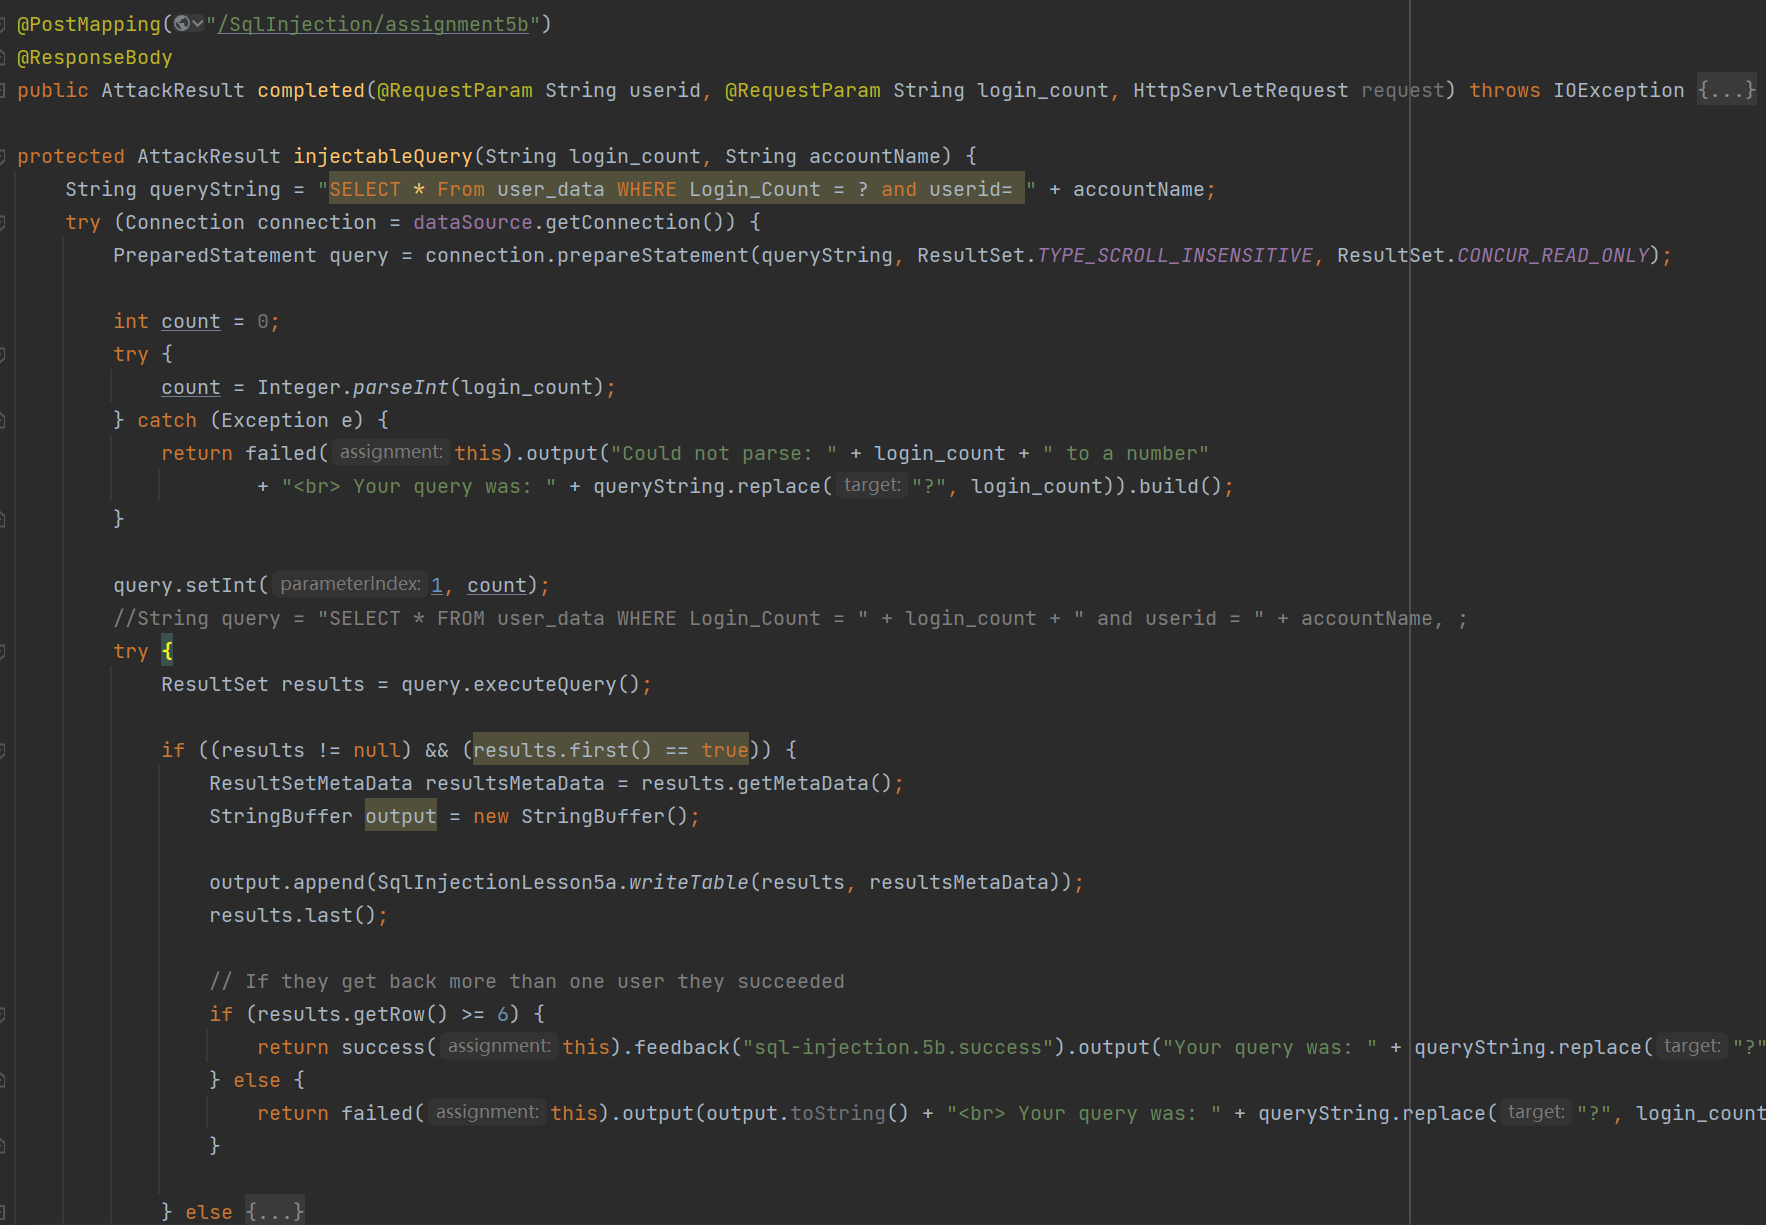 @PostMapping("/SqlInjection/assignment5b")
@ResponseBody
public AttackResult completed(@RequestParam String userid, @RequestParam String login_count, HttpServletRequest request) throws IOException {...}
protected AttackResult injectableQuery(String login_count, String accountName) {
String queryString = "SELECT * From user_data WHERE Login_Count = ? and userid= " + accountName;
try (Connection connection = dataSource.getConnection()) {
PreparedStatement query = connection.prepareStatement(queryString, ResultSet.TYPE_SCROLL_INSENSITIVE, ResultSet.CONCUR_READ_ONLY);
int count = 0;
try {
count = Integer.parseInt(login_count);
} catch (Exception e) {
return failed( assignment: this).output("Could not parse: " + login_count + " to a number"
+ "<br> Your query was: " + queryString.replace( target: "?", login_count)).build();
}
query.setInt( parameterIndex: 1, count);
//String query = "SELECT * FROM user_data WHERE Login_Count = " + login_count + " and userid = " + accountName, ;
try {
ResultSet results = query.executeQuery();
if ((results != null) && (results.first() == true)) {
ResultSetMetaData resultsMetaData = results.getMetaData();
StringBuffer output = new StringBuffer();
output.append(SqlInjectionLesson5a.writeTable(results, resultsMetaData));
results.last();
// If they get back more than one user they succeeded
if (results.getRow() >= 6) {
return success( assignment: this).feedback("sql-injection.5b.success").output("Your query was: " + queryString.replace( target: "?"
} else {
return failed( assignment: this).output(output.toString() + "<br> Your query was: " + queryString.replace( target: "?", login_count
}
} else {...}